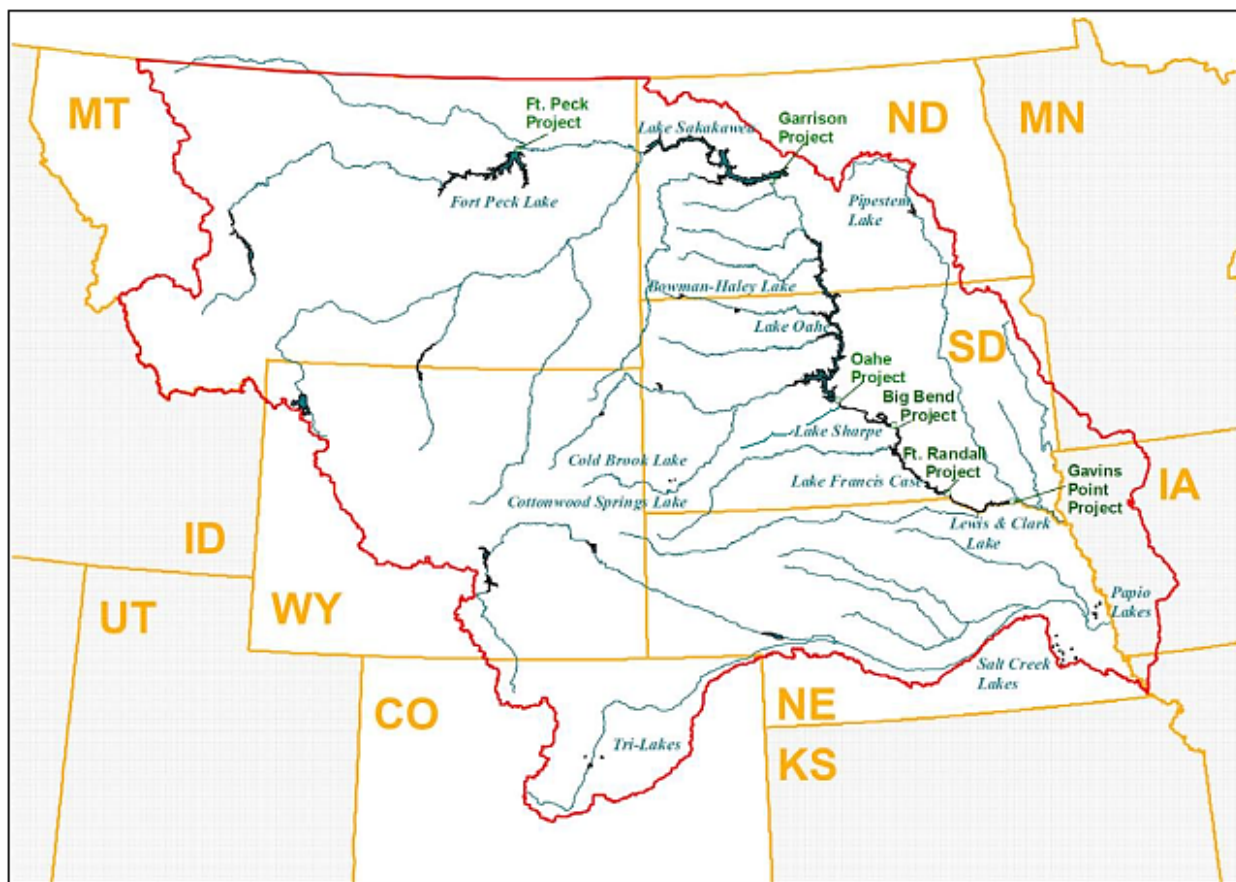 MT
Ft. Peck
Project
Lake Sakakawea
Garrison
Project
ND
MN
Fort Peck Lake
Pipestem
Lake
Bowman-Haley Lake
Lake Oahe
SD
Oahe
Project
Big Bend
Project
Lake Sharpe
Cold Brook Lake
Ft. Randall
Project
Lake Francis Case
Gavins
Point
Project
IA
Cottonwood Springs Lake
Lewis & Clark
Lake
ID
UT
WY
Papio
Lakes
Salt Creek
Lakes
CO
NE
Tri-Lakes
KS